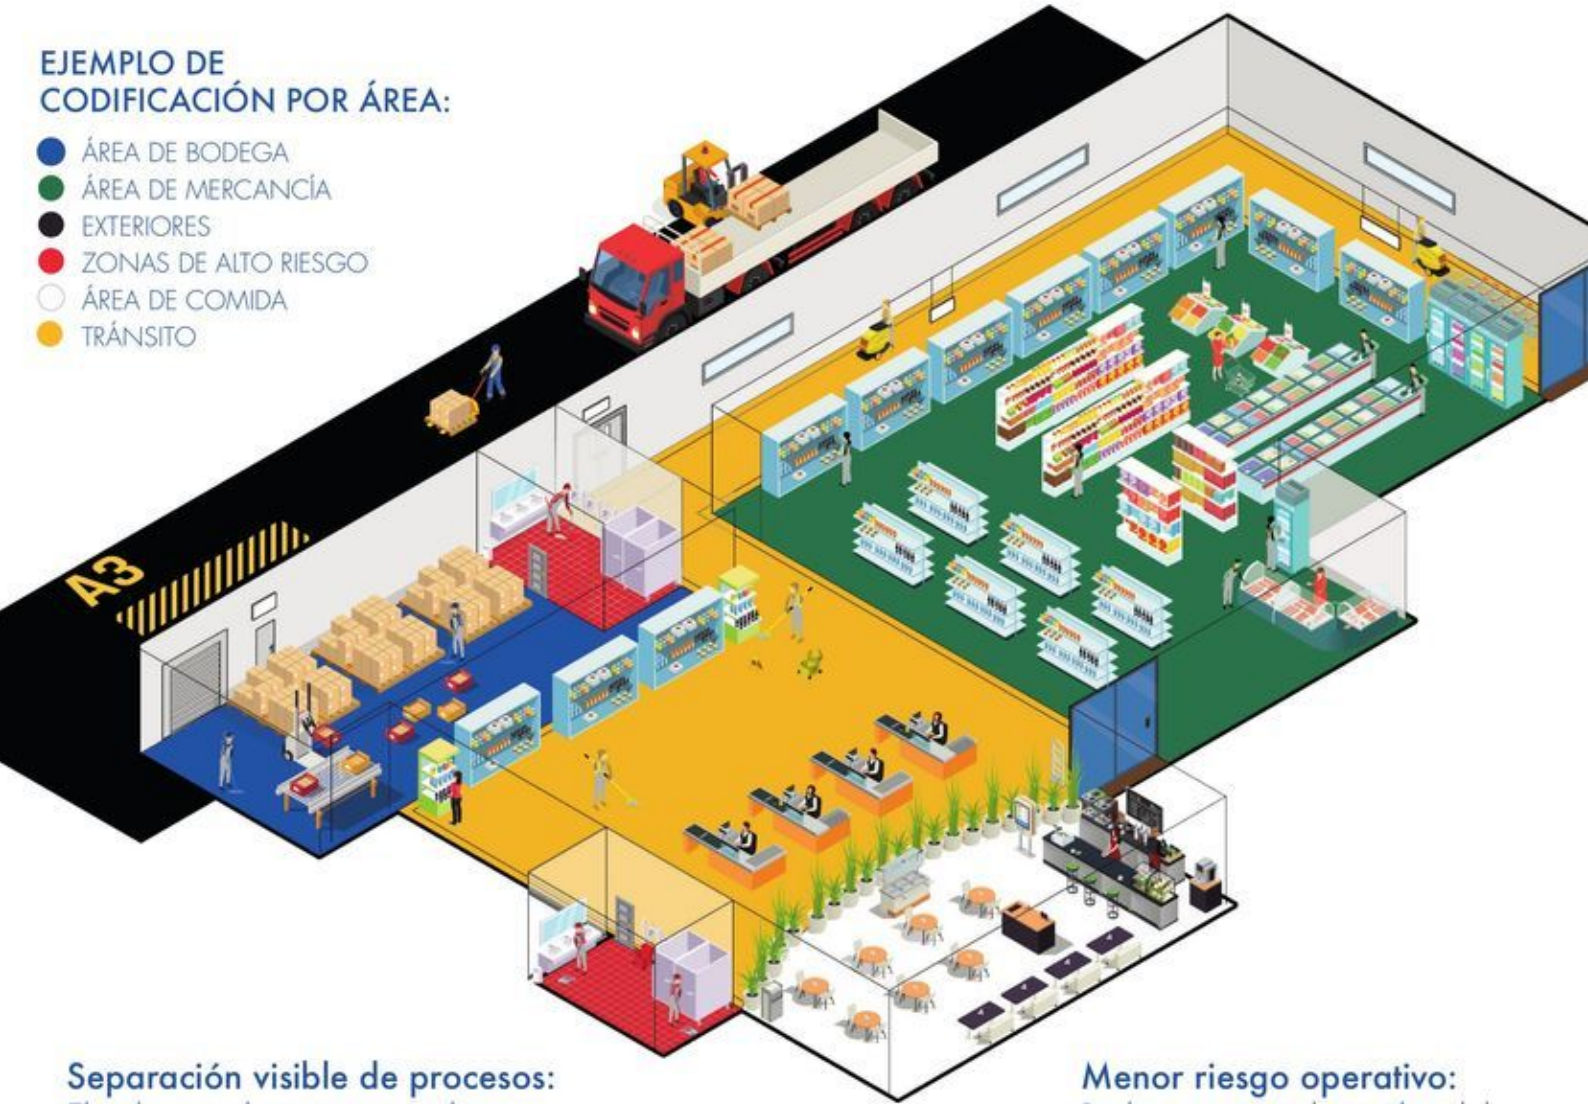 EJEMPLO DE
CODIFICACIÓN POR ÁREA:
ÁREA DE BODEGA
ÁREA DE MERCANCÍA
EXTERIORES
ZONAS DE ALTO RIESGO
ÁREA DE COMIDA
TRÁNSITO
A3
Separación visible de procesos:
Menor riesgo operativo: